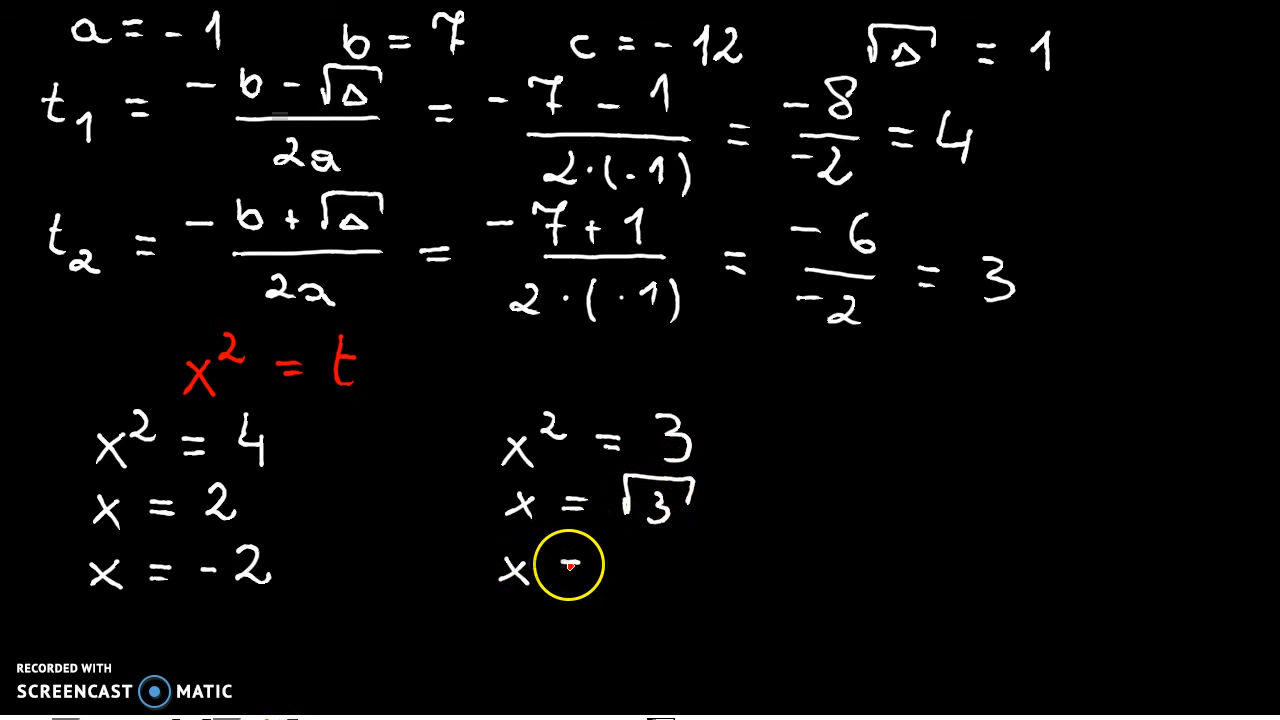 a = - 1 b = 7 c = - 12 √Δ = 1
t₁ = (- b - √Δ)/(2a) = (- 7 - 1)/(2·(-1)) = (- 8)/(- 2) = 4
t₂ = (- b + √Δ)/(2a) = (- 7 + 1)/(2·(·1)) = (- 6)/(- 2) = 3
x² = t
x² = 4 x² = 3
x = 2 x = √3
x = - 2 x =
RECORDED WITH
SCREENCAST MATIC